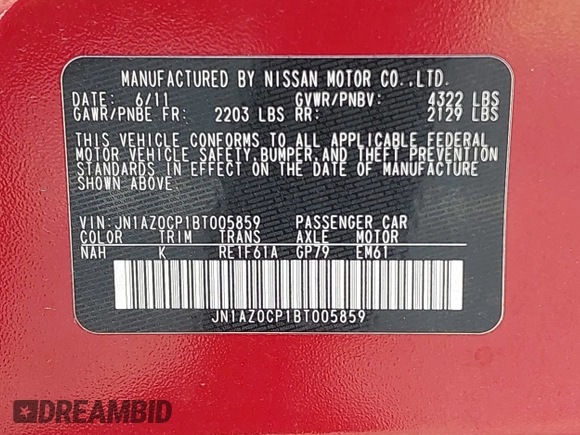 MANUFACTURED BY NISSAN MOTOR CO.,LTD.
DATE: 6/11 GVWR/PNBV: 4322 LBS
GAWR/PNBE FR: 2203 LBS RR: 2129 LBS
THIS VEHICLE CONFORMS TO ALL APPLICABLE FEDERAL
MOTOR VEHICLE SAFETY,BUMPER,AND THEFT PREVENTION
STANDARDS IN EFFECT ON THE DATE OF MANUFACTURE
SHOWN ABOVE.
VIN:JN1AZ0CP1BT005859 PASSENGER CAR
COLOR TRIM TRANS AXLE MOTOR
NAH K RE1F61A GP79 EM61
JN1AZ0CP1BT005859
DREAMBID